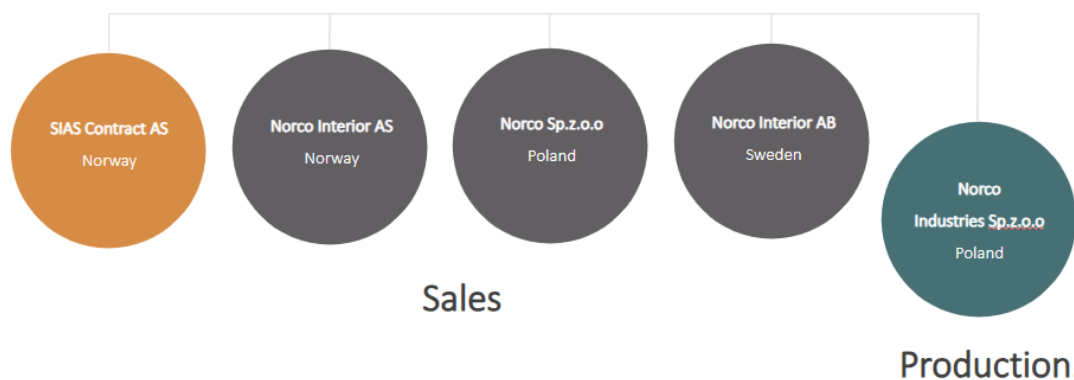 SIAS Contract AS
Norway
Norco Interior AS
Norway
Norco Sp.z.o.o
Poland
Norco Interior AB
Sweden
Norco
Industries Sp.z.o.o
Poland
Sales
Production